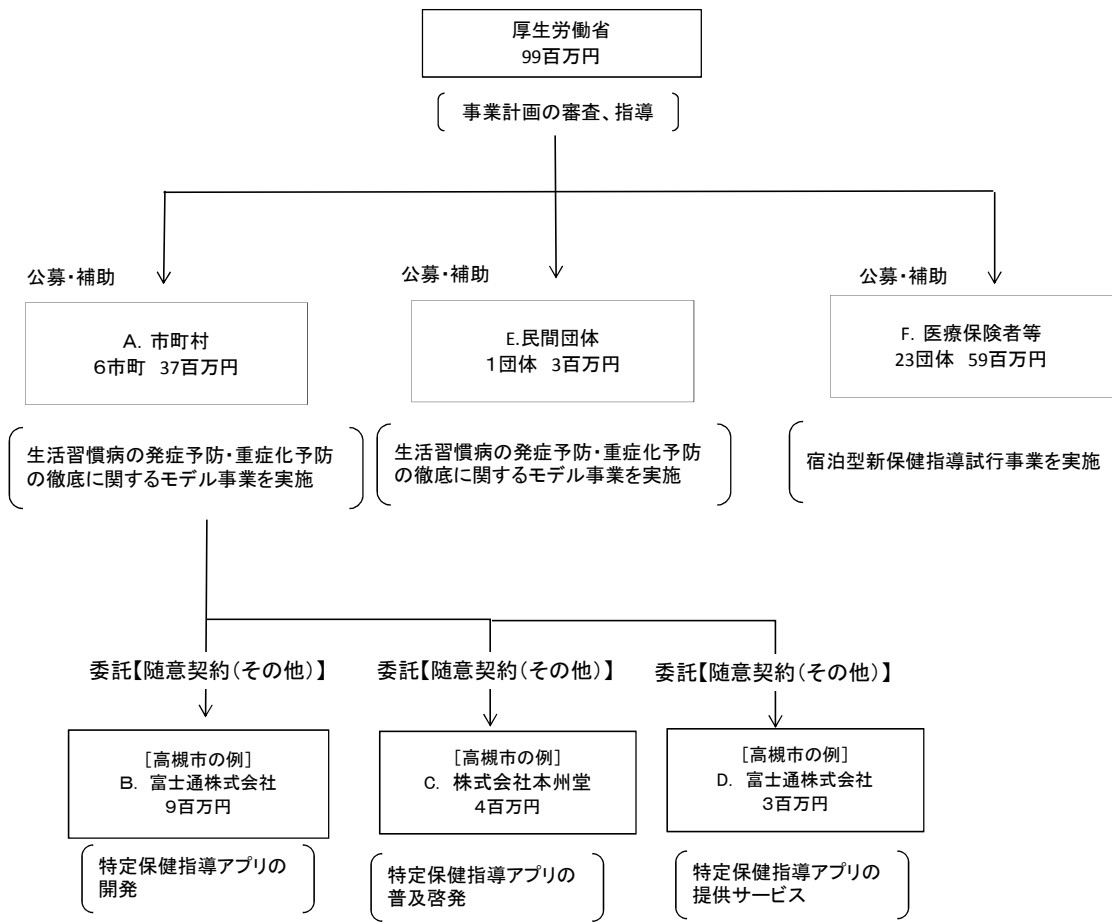 厚生労働省
99百万円
事業計画の審査、指導
公募・補助
公募・補助
公募・補助
A. 市町村
6市町 37百万円
E.民間団体
1団体 3百万円
F. 医療保険者等
23団体 59百万円
生活習慣病の発症予防・重症化予防
の徹底に関するモデル事業を実施
生活習慣病の発症予防・重症化予防
の徹底に関するモデル事業を実施
宿泊型新保健指導試行事業を実施
委託【随意契約(その他)】
委託【随意契約(その他)】
委託【随意契約(その他)】
[高槻市の例]
B. 富士通株式会社
9百万円
[高槻市の例]
C. 株式会社本州堂
4百万円
[高槻市の例]
D. 富士通株式会社
3百万円
特定保健指導アプリの
開発
特定保健指導アプリの
普及啓発
特定保健指導アプリの
提供サービス